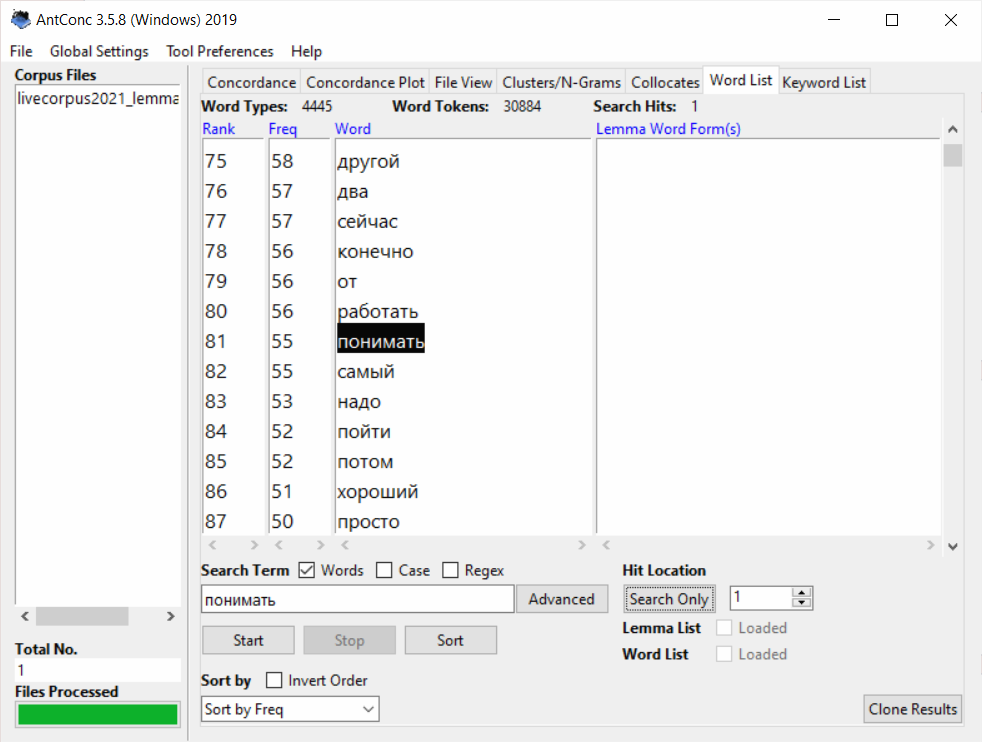 AntConc 3.5.8 (Windows) 2019
File Global Settings Tool Preferences Help
Corpus Files
livecorpus2021_lemma
Concordance Concordance Plot File View Clusters/N-Grams Collocates Word List Keyword List
Word Types: 4445 Word Tokens: 30884 Search Hits: 1
Rank Freq Word Lemma Word Form(s)
75 58 другой
76 57 два
77 57 сейчас
78 56 конечно
79 56 от
80 56 работать
81 55 понимать
82 55 самый
83 53 надо
84 52 пойти
85 52 потом
86 51 хороший
87 50 просто
Search Term Words Case Regex Hit Location
понимать Advanced Search Only 1
Start Stop Sort Lemma List Loaded
Word List Loaded
Total No.
1
Files Processed
Sort by Invert Order
Sort by Freq Clone Results